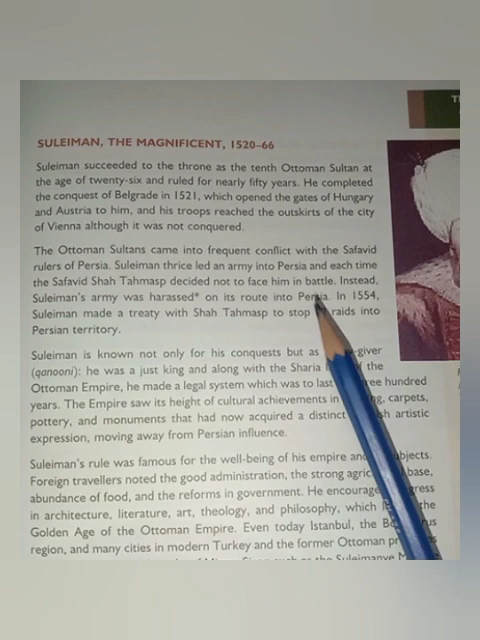 SULEIMAN, THE MAGNIFICENT, 1520–66
Suleiman succeeded to the throne as the tenth Ottoman Sultan at
the age of twenty-six and ruled for nearly fifty years. He completed
the conquest of Belgrade in 1521, which opened the gates of Hungary
and Austria to him, and his troops reached the outskirts of the city
of Vienna although it was not conquered.
The Ottoman Sultans came into frequent conflict with the Safavid
rulers of Persia. Suleiman thrice led an army into Persia and each time
the Safavid Shah Tahmasp decided not to face him in battle. Instead,
Suleiman's army was harassed* on its route into Persia. In 1554,
Suleiman made a treaty with Shah Tahmasp to stop raids into
Persian territory.
Suleiman is known not only for his conquests but as
(qanooni): he was a just king and along with the Sharia the
Ottoman Empire, he made a legal system which was to last hundred
years. The Empire saw its height of cultural achievements in carpets,
pottery, and monuments that had now acquired a distinct artistic
expression, moving away from Persian influence.
Suleiman's rule was famous for the well-being of his empire and
Foreign travellers noted the good administration, the strong base,
abundance of food, and the reforms in government. He
in architecture, literature, art, theology, and philosophy, which the
Golden Age of the Ottoman Empire. Even today Istanbul, the
region, and many cities in modern Turkey and the former Ottoman